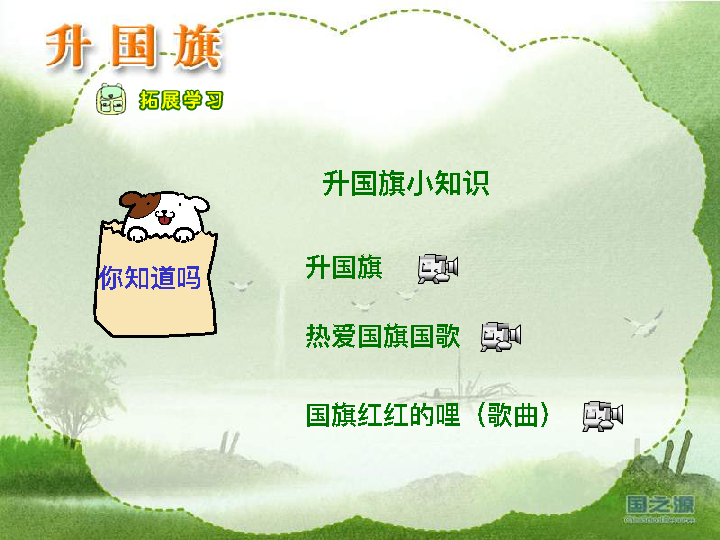 升国旗
拓展学习
升国旗小知识
你知道吗
升国旗
热爱国旗国歌
国旗红红的哩（歌曲）
国之源